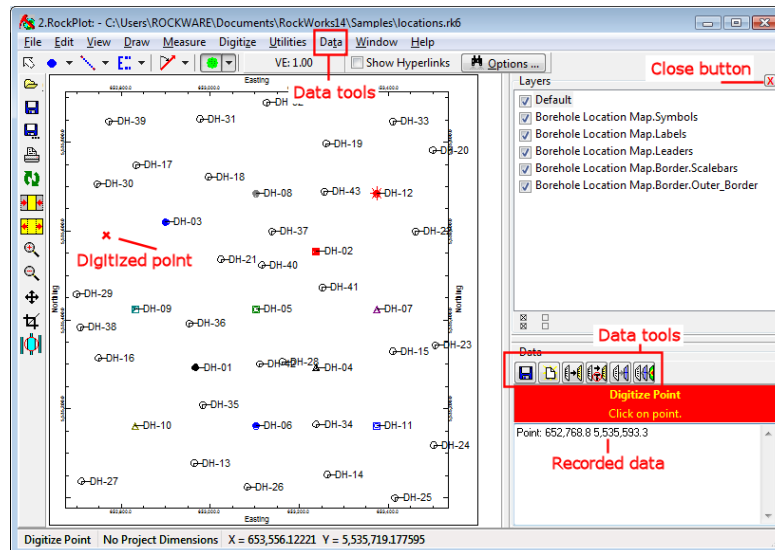 2.RockPlot: - C:\Users\ROCKWARE\Documents\RockWorks14\Samples\locations.rk6
File Edit View Draw Measure Digitize Utilities Data Window Help
VE: 1.00 Show Hyperlinks Options ...
Data tools
Close button
Easting
Layers
X
Default
Borehole Location Map.Symbols
Borehole Location Map.Labels
Borehole Location Map.Leaders
Borehole Location Map.Border.Scalebars
Borehole Location Map.Border.Outer_Border
DH-39
DH-31
DH-33
DH-19
DH-20
DH-17
DH-30
DH-18
DH-08
DH-43
DH-12
DH-03
DH-37
Digitized point
DH-21
DH-40
DH-02
DH-29
DH-41
Northing
Northing
DH-09
DH-05
DH-07
DH-38
DH-36
DH-16
DH-01
DH-28
DH-04
DH-15
DH-23
DH-35
DH-10
DH-06
DH-34
DH-11
DH-24
DH-13
DH-27
DH-26
DH-14
DH-25
Easting
Data tools
Data
Digitize Point
Click on point.
Point: 652,768.8 5,535,593.3
Recorded data
Digitize Point No Project Dimensions X = 653,556.12221 Y = 5,535,719.177595